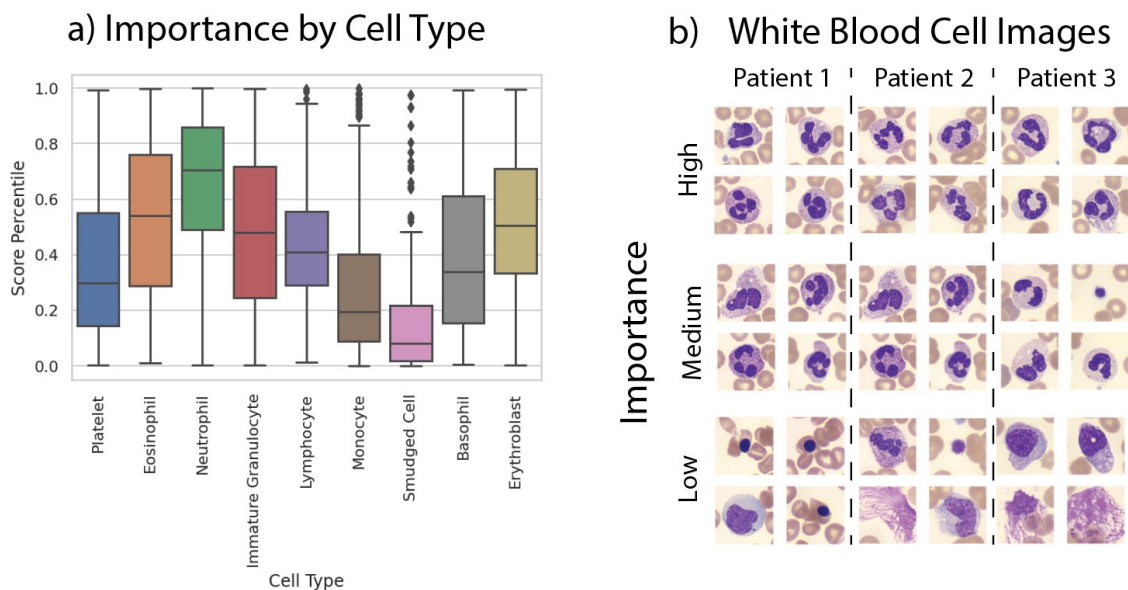 a) Importance by Cell Type
Score Percentile
1.0
0.8
0.6
0.4
0.2
0.0
Platelet
Eosinophil
Neutrophil
Immature Granulocyte
Lymphocyte
Monocyte
Smudged Cell
Basophil
Erythroblast
Cell Type
b) White Blood Cell Images
Patient 1
Patient 2
Patient 3
Importance
High
Medium
Low